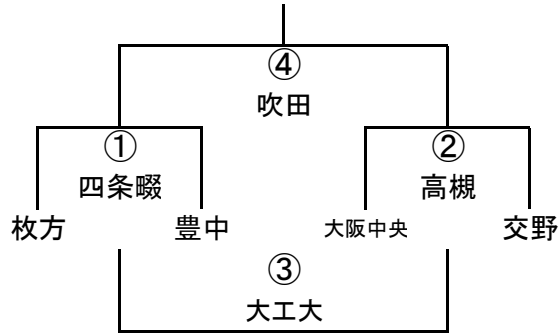 ④
吹田
① ②
四条畷 高槻
枚方 豊中 大阪中央 交野
③
大工大